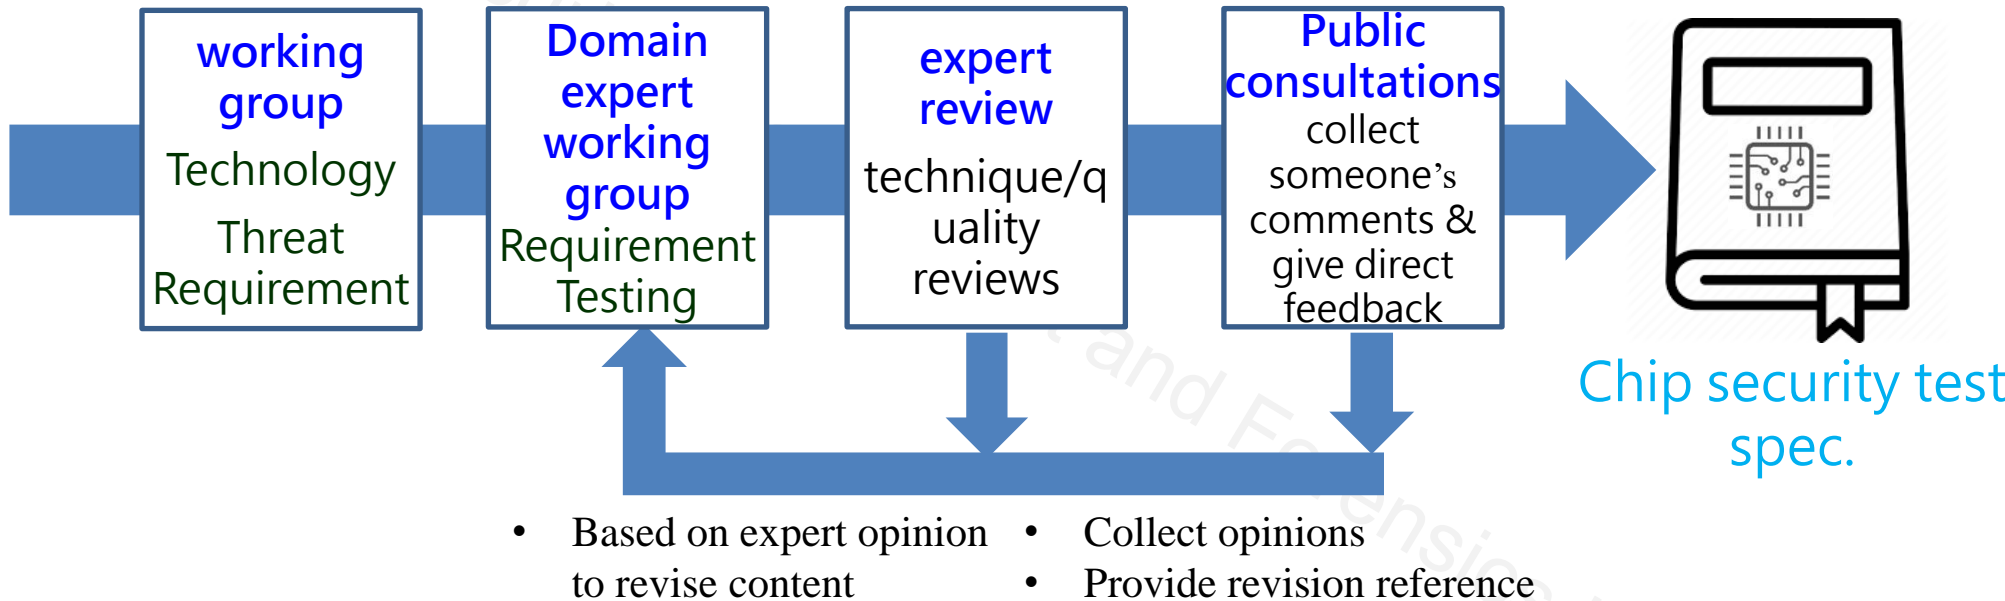 working
group
Technology
Threat
Requirement
Domain
expert
working
group
Requirement
Testing
expert
review
technique/q
uality
reviews
Public
consultations
collect
someone’s
comments &
give direct
feedback
Chip security test
spec.
• Based on expert opinion
to revise content
• Collect opinions
• Provide revision reference
and Forensics